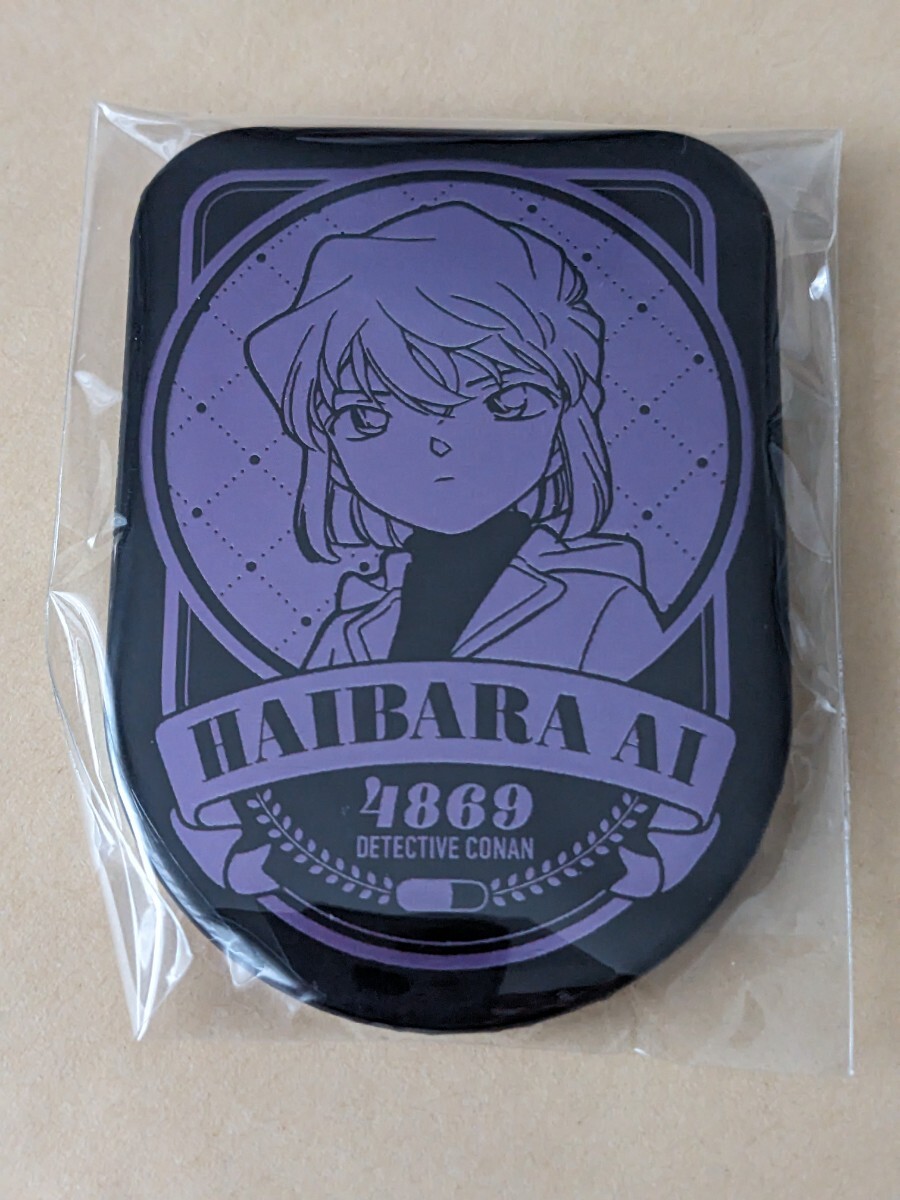 HAIBARA AI
4869
DETECTIVE CONAN